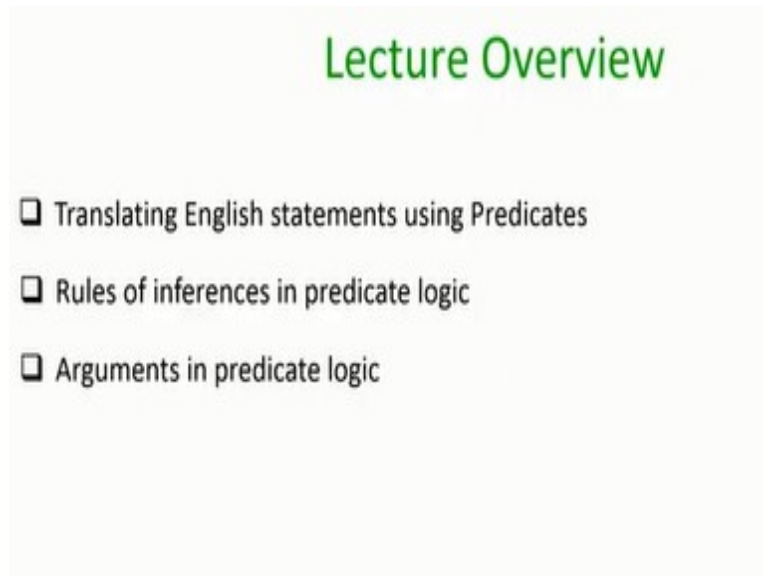 Lecture Overview
Translating English statements using Predicates
Rules of inferences in predicate logic
Arguments in predicate logic